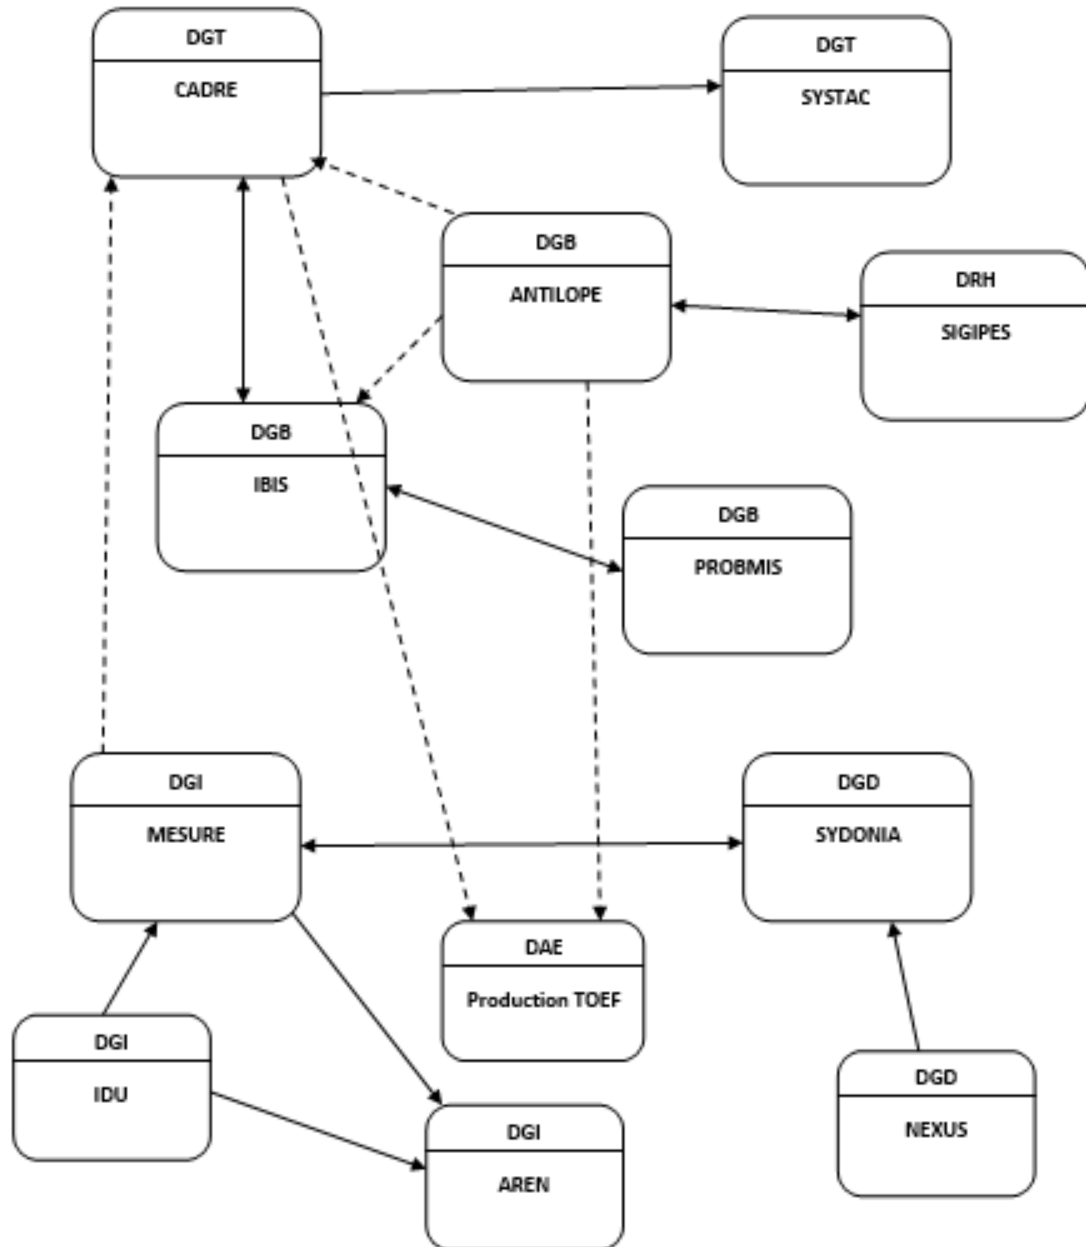 DGT
CADRE
DGT
SYSTAC
DGB
ANTILOPE
DRH
SIGIPES
DGB
IBIS
DGB
PROBMIS
DGI
MESURE
DGD
SYDONIA
DAE
Production TOEF
DGI
IDU
DGD
NEXUS
DGI
AREN